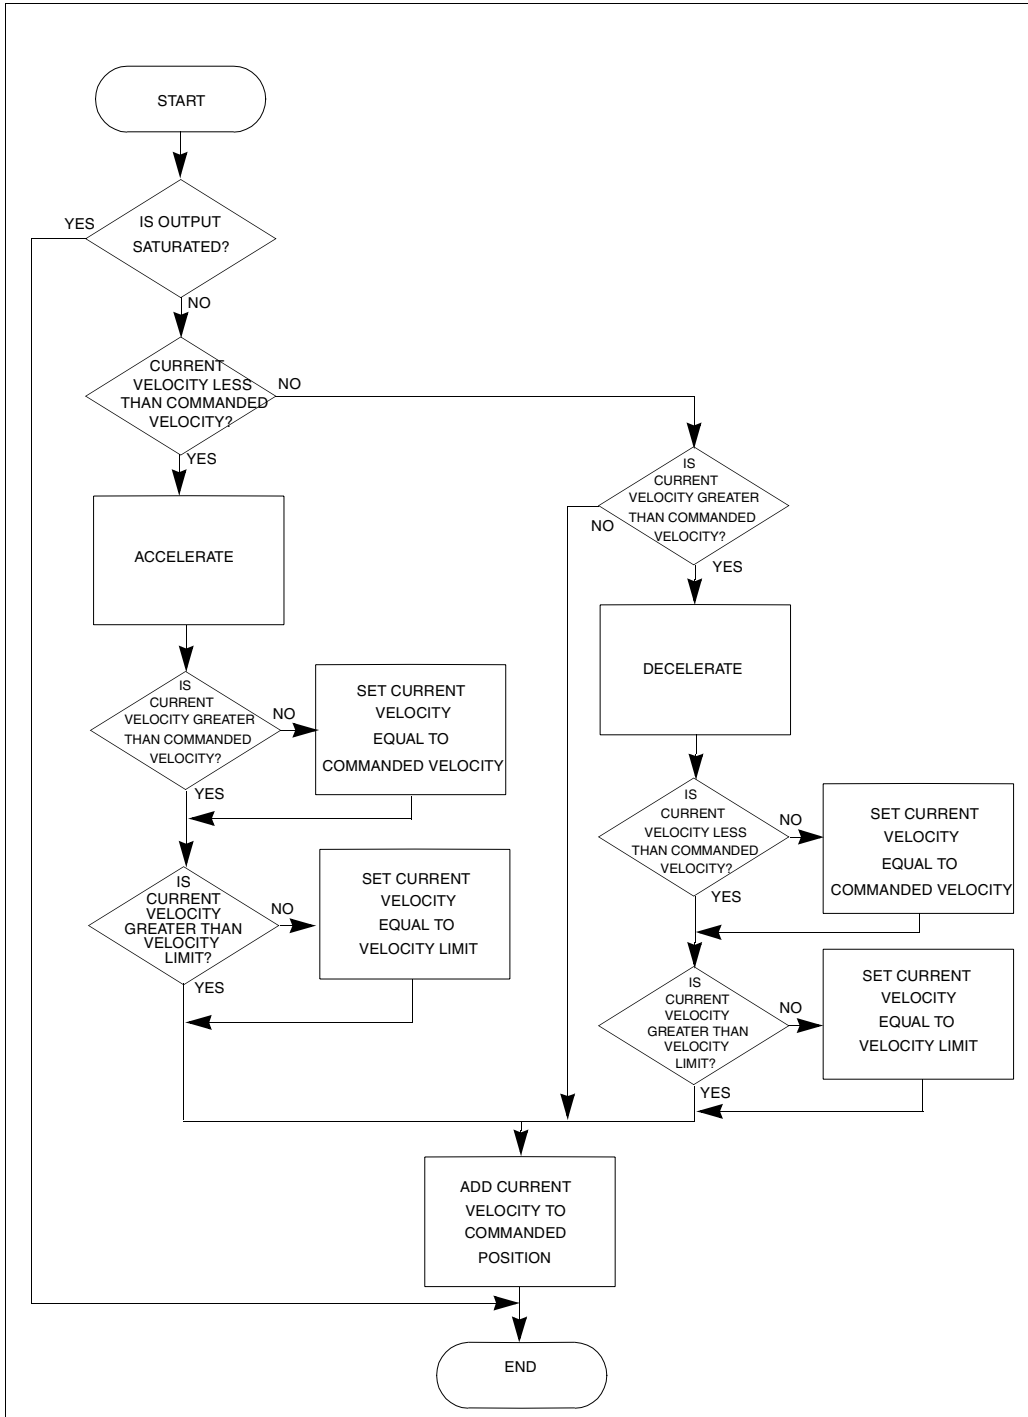 START
IS OUTPUT
SATURATED?
YES
NO
CURRENT
VELOCITY LESS
THAN COMMANDED
VELOCITY?
NO
YES
ACCELERATE
IS
CURRENT
VELOCITY GREATER
THAN COMMANDED
VELOCITY?
NO
YES
SET CURRENT
VELOCITY
EQUAL TO
COMMANDED VELOCITY
IS
CURRENT
VELOCITY
GREATER THAN
VELOCITY
LIMIT?
NO
YES
SET CURRENT
VELOCITY
EQUAL TO
VELOCITY LIMIT
IS
CURRENT
VELOCITY GREATER
THAN COMMANDED
VELOCITY?
NO
YES
DECELERATE
IS
CURRENT
VELOCITY LESS
THAN COMMANDED
VELOCITY?
NO
YES
SET CURRENT
VELOCITY
EQUAL TO
COMMANDED VELOCITY
IS
CURRENT
VELOCITY
GREATER THAN
VELOCITY
LIMIT?
NO
YES
SET CURRENT
VELOCITY
EQUAL TO
VELOCITY LIMIT
ADD CURRENT
VELOCITY TO
COMMANDED
POSITION
END